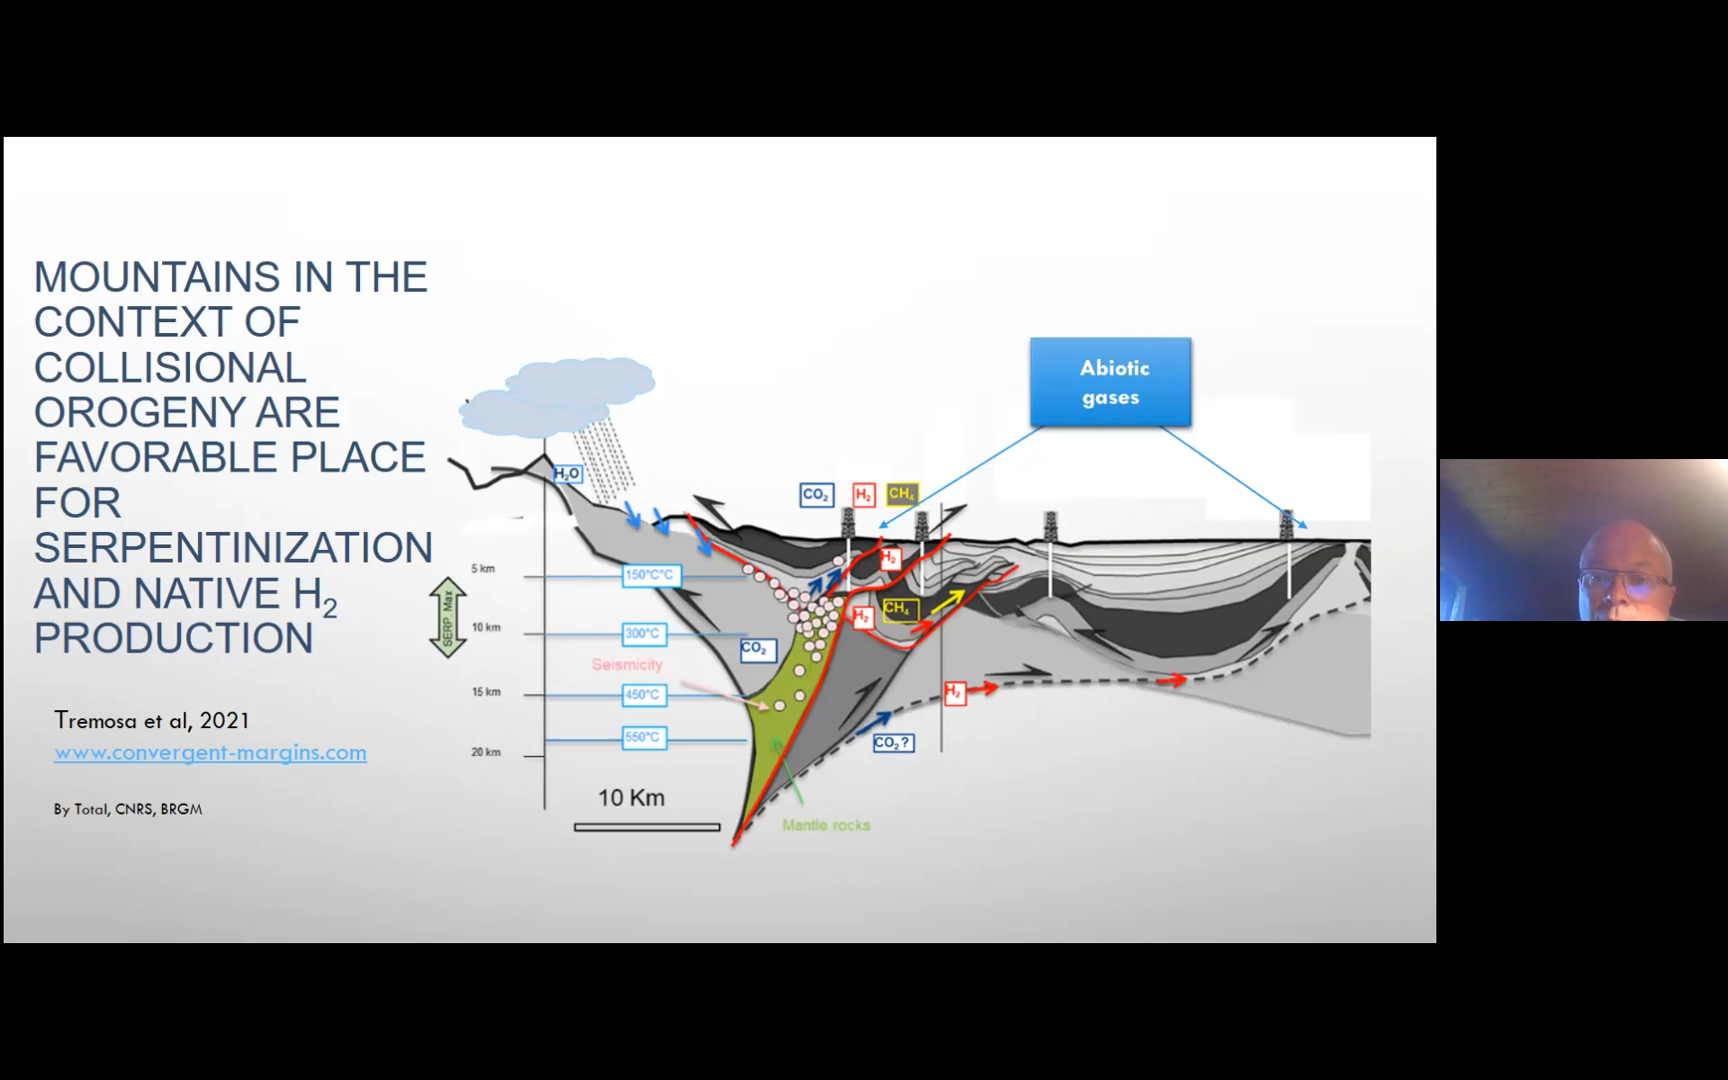 MOUNTAINS IN THE
CONTEXT OF
COLLISIONAL
OROGENY ARE
FAVORABLE PLACE
FOR
SERPENTINIZATION
AND NATIVE H₂
PRODUCTION
Tremosa et al, 2021
www.convergent-margins.com
By Total, CNRS, BRGM
Abiotic
gases
H₂O
CO₂
H₂
CH₄
5 km
150°C°C
H₂
SERP. Max
CH₄
H₂
10 km
300°C
CO₂
Seismicity
15 km
450°C
H₂
550°C
CO₂?
20 km
10 Km
Mantle rocks